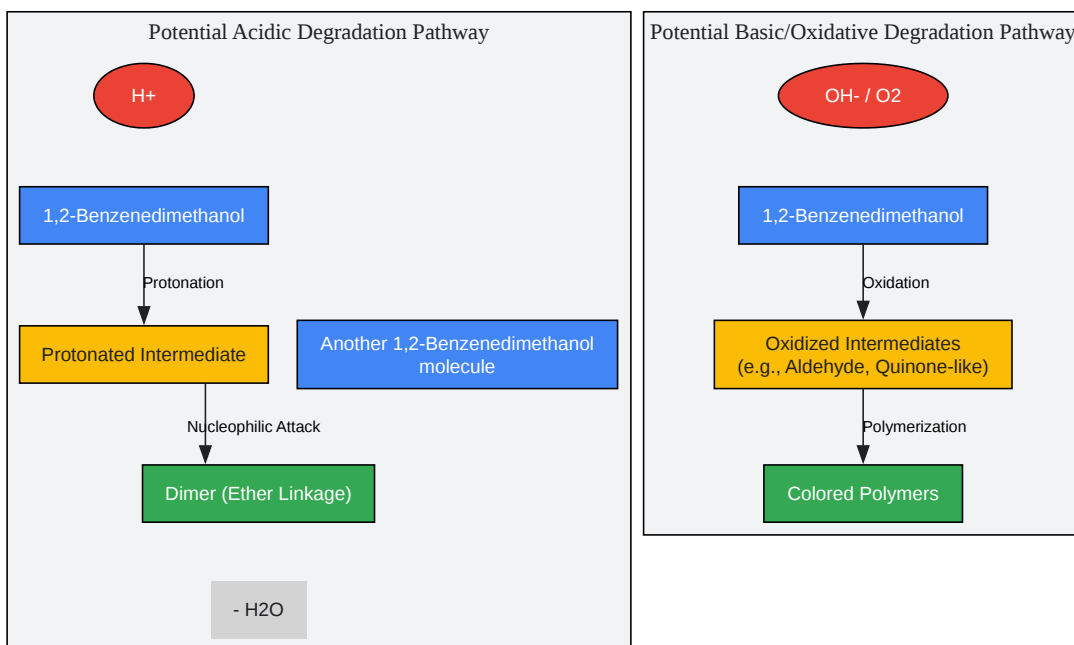 Potential Acidic Degradation Pathway
H+
1,2-Benzenedimethanol
Protonation
Protonated Intermediate
Another 1,2-Benzenedimethanol
molecule
Nucleophilic Attack
Dimer (Ether Linkage)
- H2O
Potential Basic/Oxidative Degradation Pathway
OH- / O2
1,2-Benzenedimethanol
Oxidation
Oxidized Intermediates
(e.g., Aldehyde, Quinone-like)
Polymerization
Colored Polymers